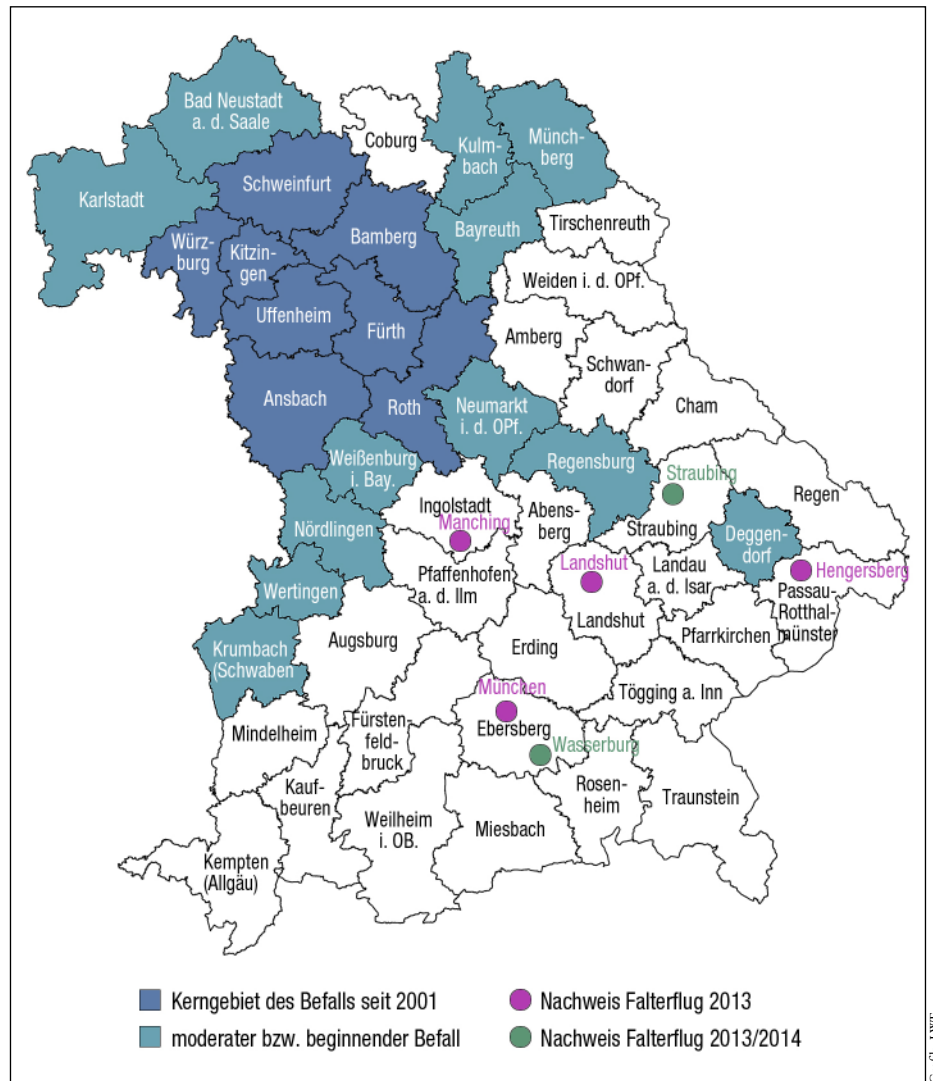 Bad Neustadt
a. d. Saale
Coburg
Kulm-
bach
Münch-
berg
Karlstadt
Schweinfurt
Bamberg
Bayreuth
Tirschenreuth
Würz-
burg
Kitzin-
gen
Weiden i. d. OPf.
Uffenheim
Fürth
Amberg
Schwan-
dorf
Ansbach
Roth
Neumarkt
i. d. OPf.
Cham
Weißenburg
i. Bay.
Regensburg
Straubing
Regen
Ingolstadt
Manching
Abens-
berg
Straubing
Nördlingen
Deggen-
dorf
Landshut
Landau
a. d. Isar
Hengersberg
Pfaffenhofen
a. d. Ilm
Passau-
Rotthal-
münster
Wertingen
Landshut
Pfarrkirchen
Augsburg
Erding
Krumbach
(Schwaben
München
Tögging a. Inn
Mindelheim
Fürsten
feld-
bruck
Ebersberg
Wasserburg
Kauf-
beuren
Rosen-
heim
Traunstein
Weilheim
i. OB.
Miesbach
Kempten
(Allgäu)
Kerngebiet des Befalls seit 2001
moderater bzw. beginnender Befall
Nachweis Falterflug 2013
Nachweis Falterflug 2013/2014